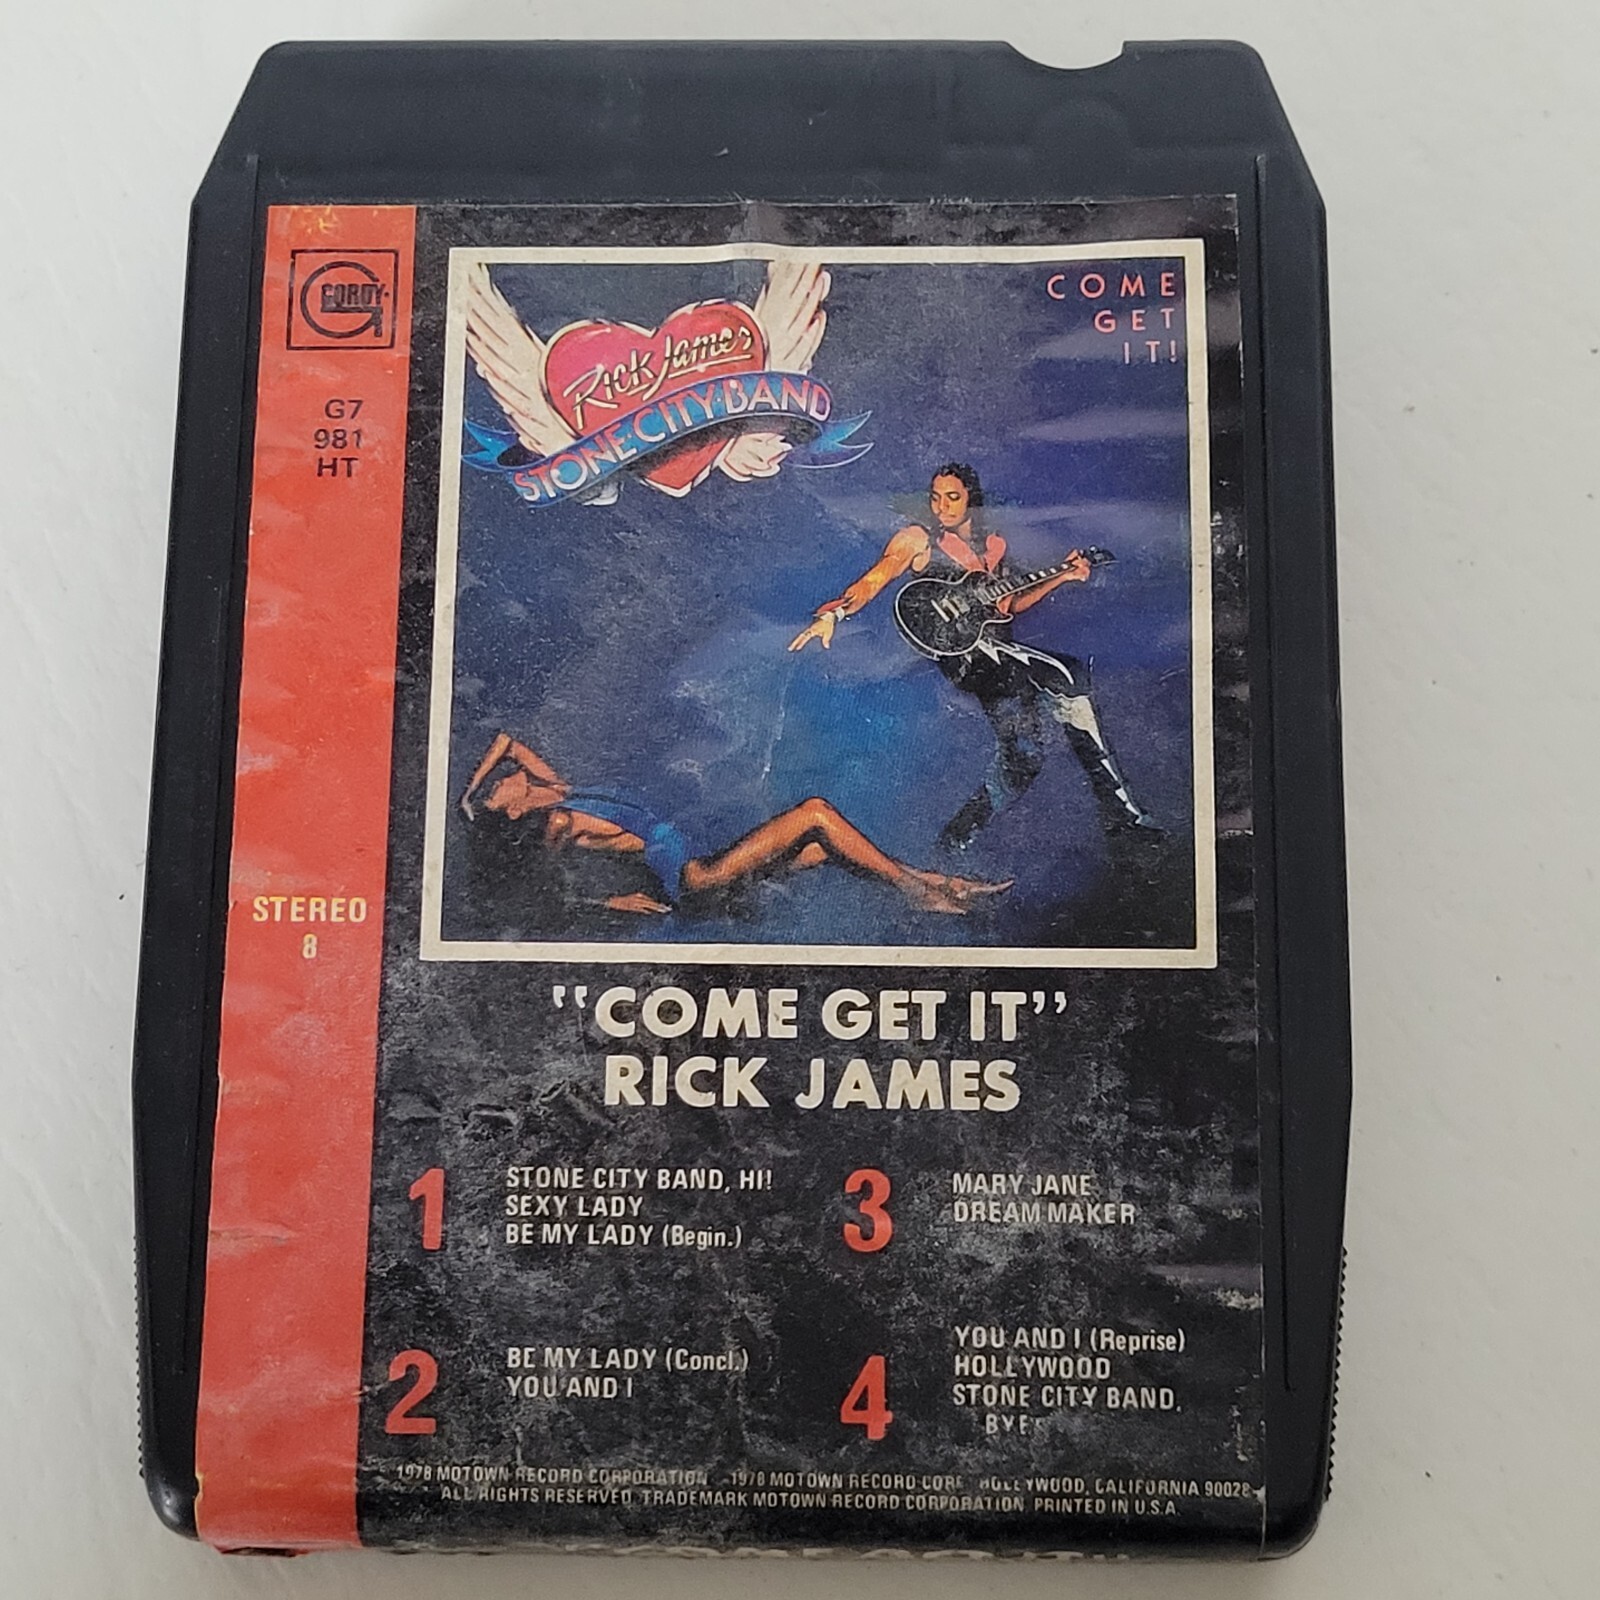 GORDY
G7
981
HT
COME
GET
IT!
Rick James
STONE CITY BAND
STEREO
8
"COME GET IT"
RICK JAMES
1
STONE CITY BAND, HI!
SEXY LADY
BE MY LADY (Begin.)
2
BE MY LADY (Concl.)
YOU AND I
3
MARY JANE
DREAM MAKER
4
YOU AND I (Reprise)
HOLLYWOOD
STONE CITY BAND,
BYE!
1978 MOTOWN RECORD CORPORATION 1978 MOTOWN RECORD CORP. HOLLYWOOD, CALIFORNIA 90028
ALL RIGHTS RESERVED. TRADEMARK MOTOWN RECORD CORPORATION. PRINTED IN U.S.A.